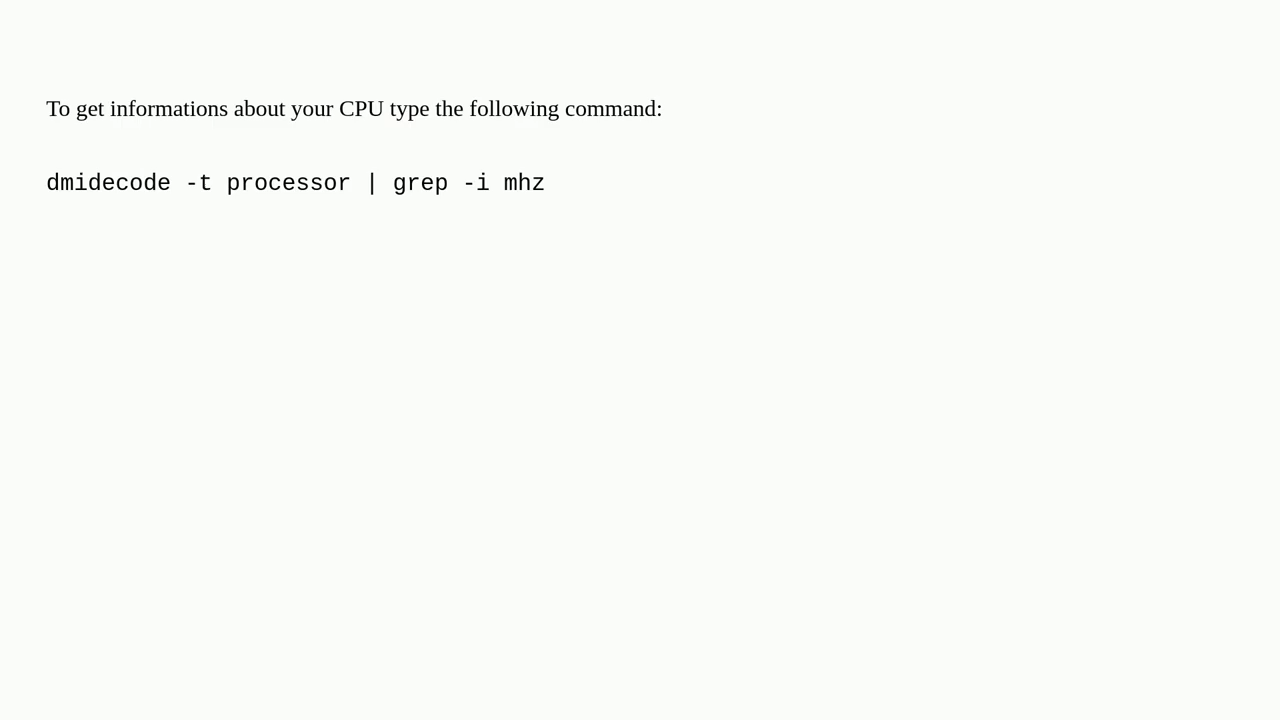 To get informations about your CPU type the following command:
dmidecode -t processor | grep -i mhz